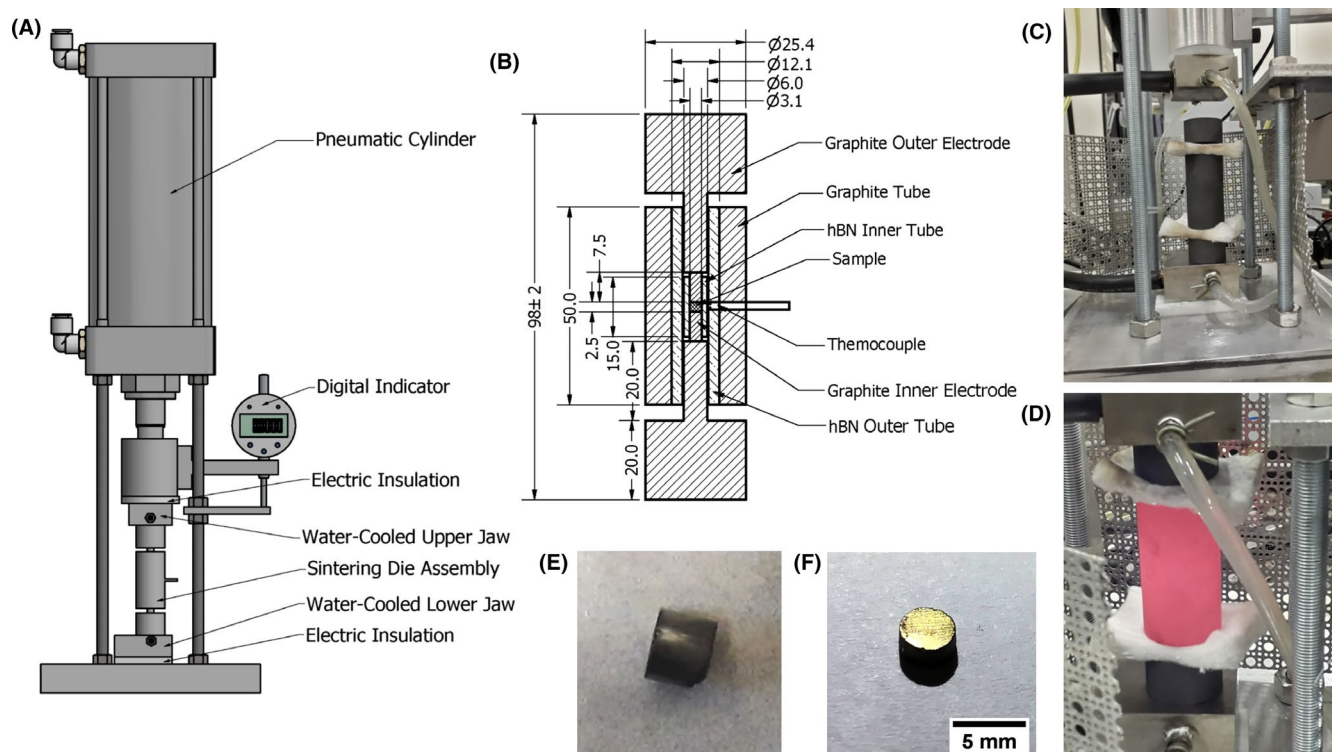 (A)
Pneumatic Cylinder
Digital Indicator
Electric Insulation
Water-Cooled Upper Jaw
Sintering Die Assembly
Water-Cooled Lower Jaw
Electric Insulation
(B)
Ø25.4
Ø12.1
Ø6.0
Ø3.1
98±2
50.0
7.5
2.5
15.0
20.0
20.0
Graphite Outer Electrode
Graphite Tube
hBN Inner Tube
Sample
Themocouple
Graphite Inner Electrode
hBN Outer Tube
(C)
(D)
(E)
(F)
5 mm